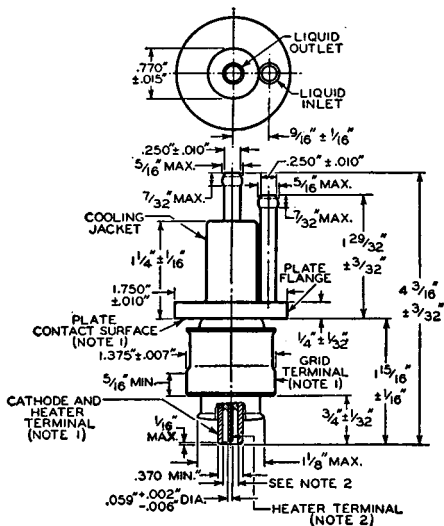 LIQUID
OUTLET
.770"
±.015"
LIQUID
INLET
9/16" ± 1/16"
.250"±.010"
.250"±.010"
5/16" MAX.
5/16" MAX.
7/32" MAX.
7/32" MAX.
COOLING
JACKET
1 29/32"
± 3/32"
4 3/16"
± 3/32"
1 1/4" ± 1/16"
PLATE
FLANGE
1.750"
±.010"
PLATE
CONTACT SURFACE
(NOTE 1)
1/4" ± 1/32"
1.375"±.007"
GRID
TERMINAL
(NOTE 1)
1 15/16"
± 1/16"
5/16" MIN.
CATHODE AND
HEATER
TERMINAL
(NOTE 1)
3/4" ± 1/32"
1/16"
MAX.
1 1/8" MAX.
.370 MIN."
SEE NOTE 2
.059" +.002" DIA.
-.006"
HEATER TERMINAL
(NOTE 2)